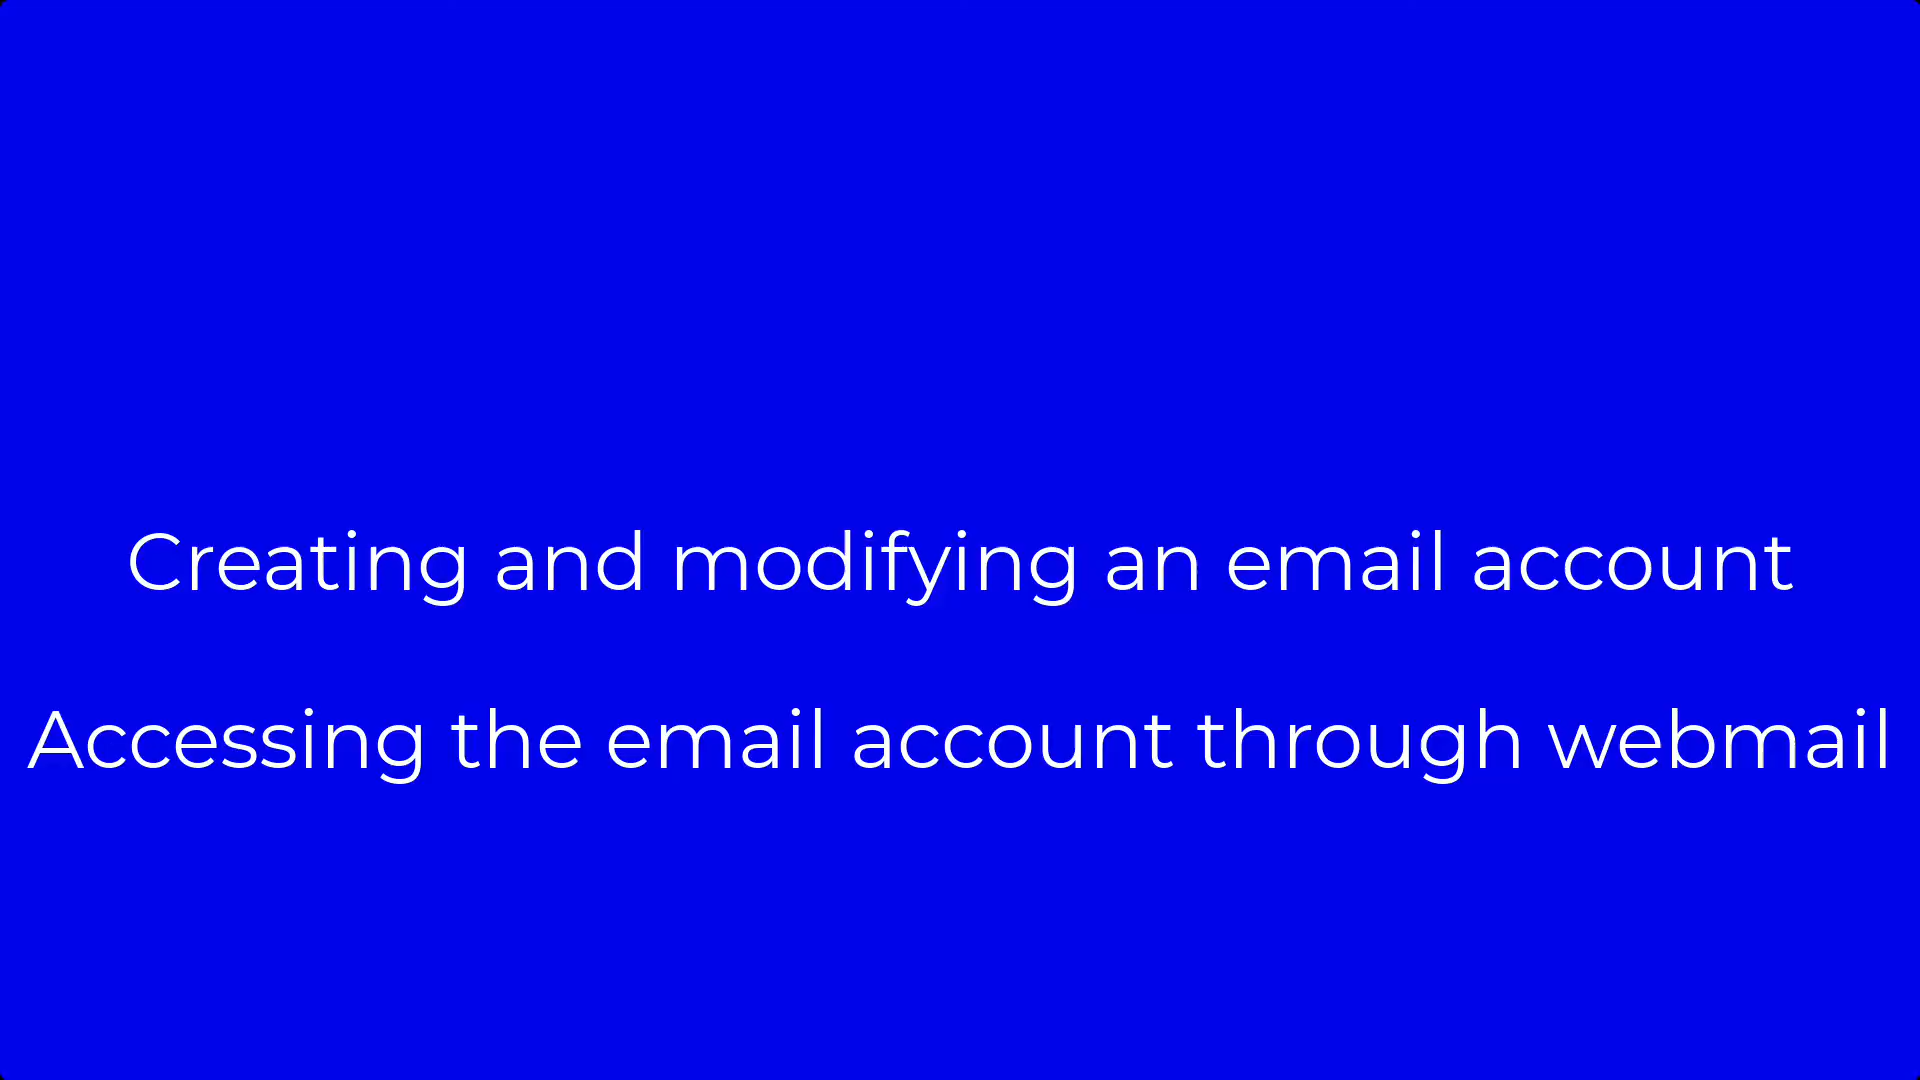 Creating and modifying an email account
Accessing the email account through webmail